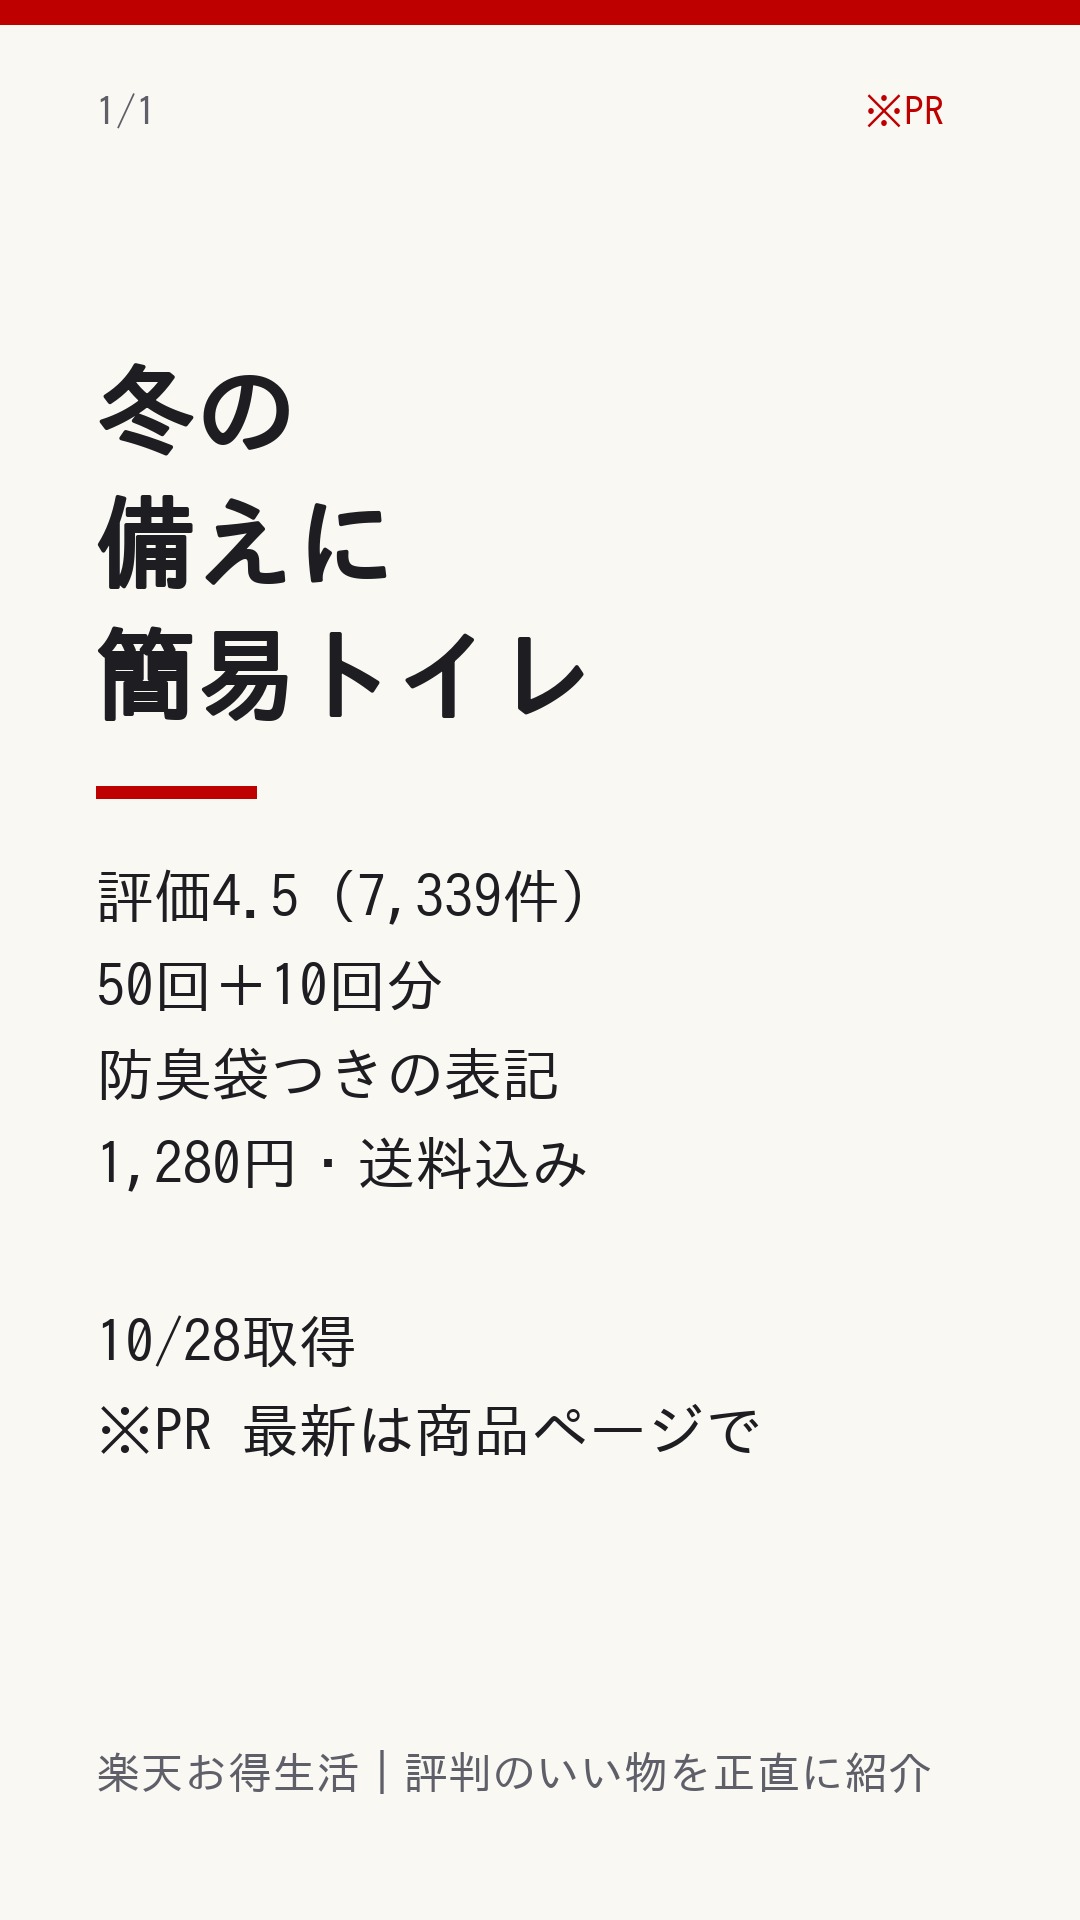 1/1
※PR
冬の
備えに
簡易トイレ
評価4.5（7,339件）
50回＋10回分
防臭袋つきの表記
1,280円・送料込み
10/28取得
※PR 最新は商品ページで
楽天お得生活｜評判のいい物を正直に紹介